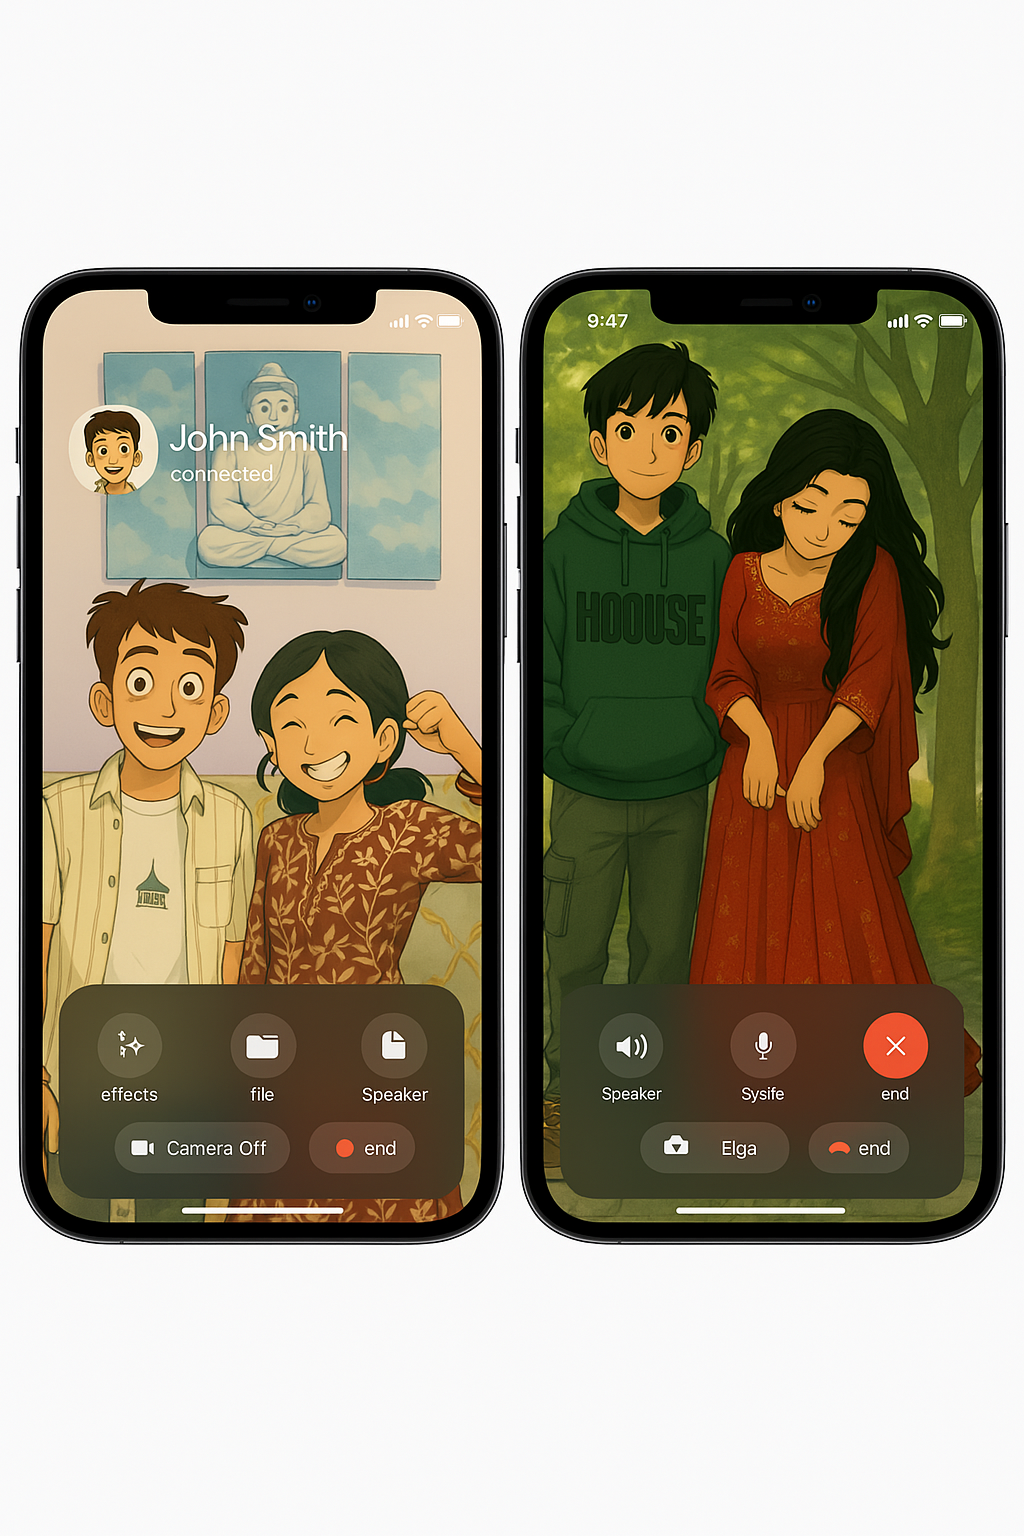 John Smith
connected
effects
file
Speaker
Camera Off
end
9:47
HOOUSE
Speaker
Sysife
end
Elga
end